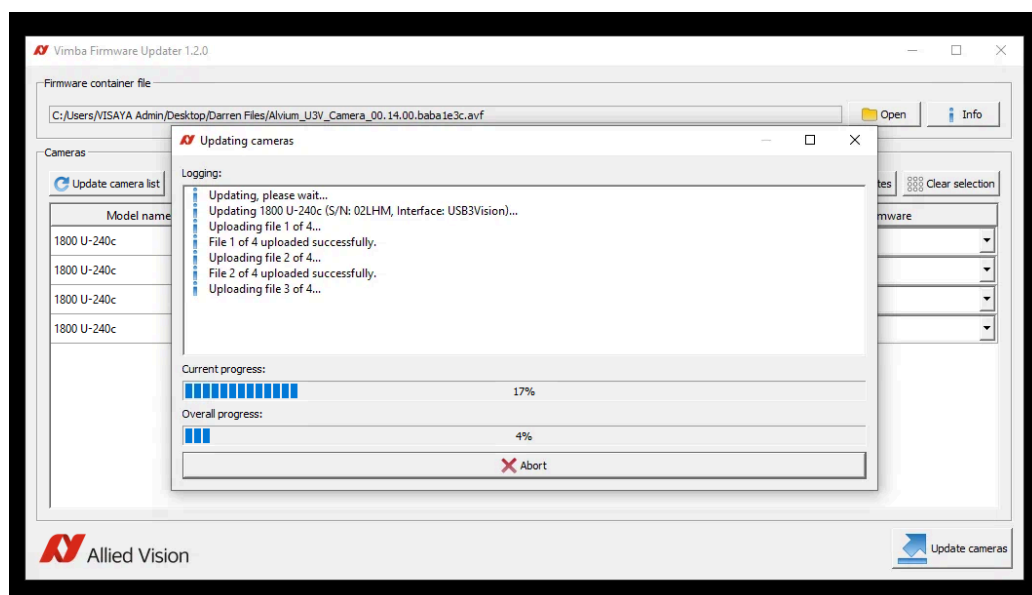 Vimba Firmware Updater 1.2.0
Firmware container file
C:/Users/VISAYA Admin/Desktop/Darren Files/Alvium_U3V_Camera_00.14.00.baba1e3c.avf
Open
Info
Updating cameras
Cameras
Logging:
Update camera list
tes
Clear selection
Updating, please wait...
Updating 1800 U-240c (S/N: 02LHM, Interface: USB3Vision)...
Uploading file 1 of 4...
File 1 of 4 uploaded successfully.
Uploading file 2 of 4...
File 2 of 4 uploaded successfully.
Uploading file 3 of 4...
Model name
mware
1800 U-240c
1800 U-240c
1800 U-240c
1800 U-240c
Current progress:
17%
Overall progress:
4%
Abort
Allied Vision
Update cameras